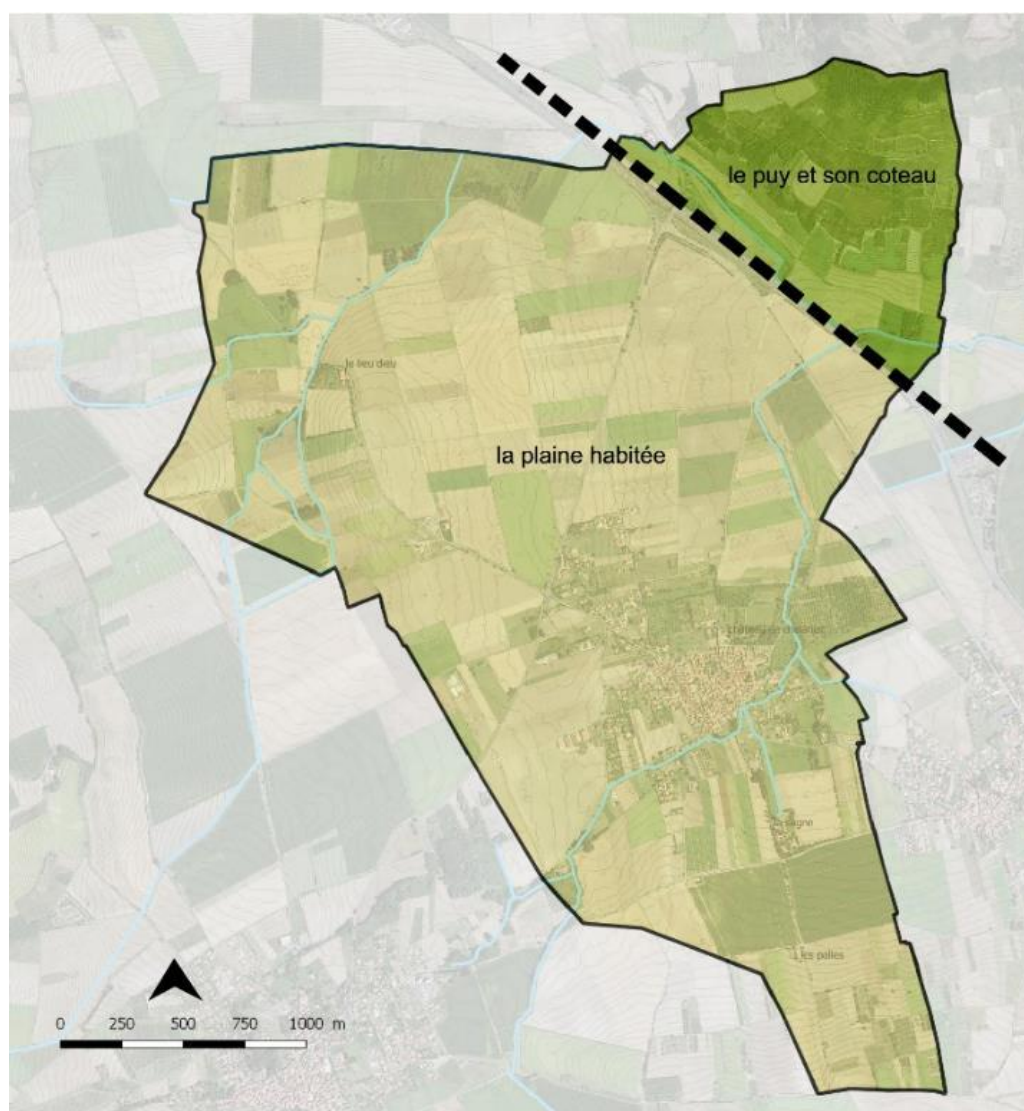 le puy et son coteau
le lieu dieu
la plaine habitée
Les palles
0 250 500 750 1000 m